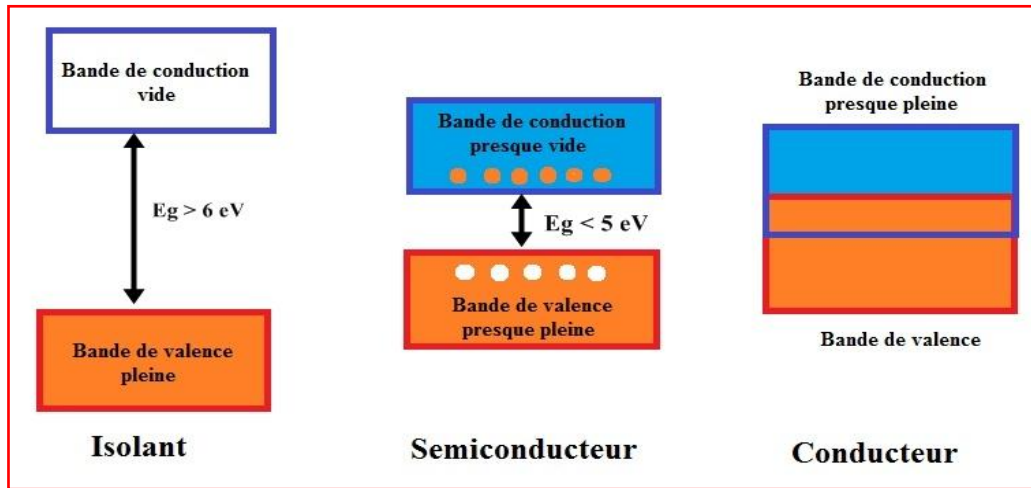 Bande de conduction
vide
Eg > 6 eV
Bande de valence
pleine
Isolant
Bande de conduction
presque vide
Eg < 5 eV
Bande de valence
presque pleine
Semiconducteur
Bande de conduction
presque pleine
Bande de valence
Conducteur